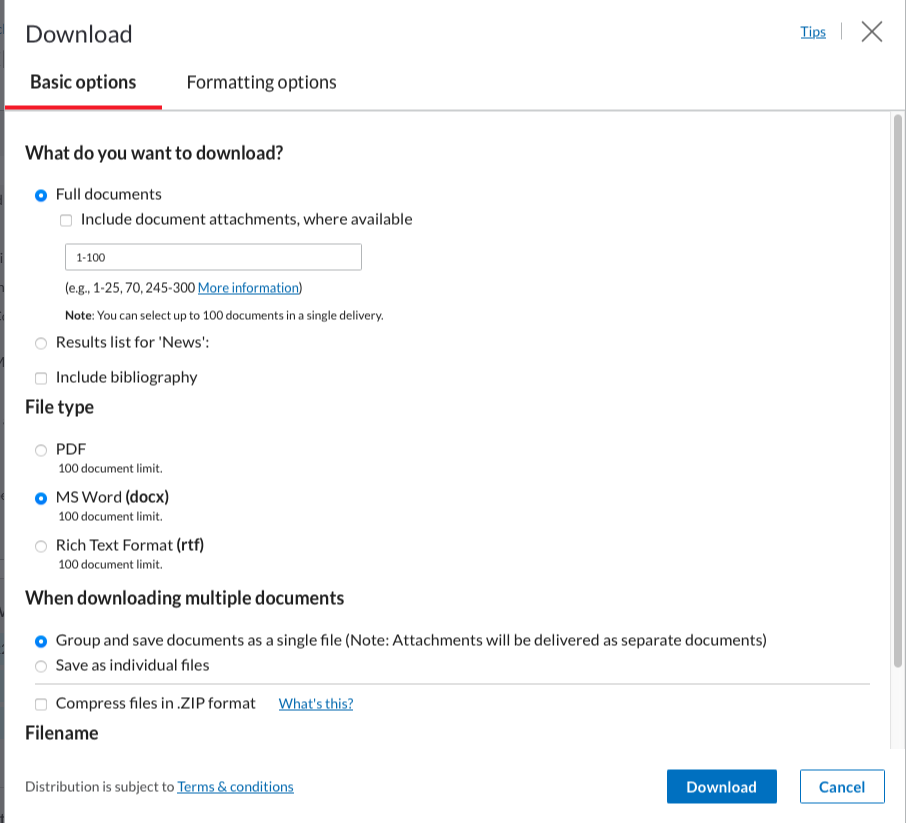 Download
Tips
Basic options
Formatting options
What do you want to download?
Full documents
Include document attachments, where available
1-100
(e.g., 1-25, 70, 245-300 More information)
Note: You can select up to 100 documents in a single delivery.
Results list for 'News':
Include bibliography
File type
PDF
100 document limit.
MS Word (docx)
100 document limit.
Rich Text Format (rtf)
100 document limit.
When downloading multiple documents
Group and save documents as a single file (Note: Attachments will be delivered as separate documents)
Save as individual files
Compress files in .ZIP format What's this?
Filename
Distribution is subject to Terms & conditions
Download
Cancel